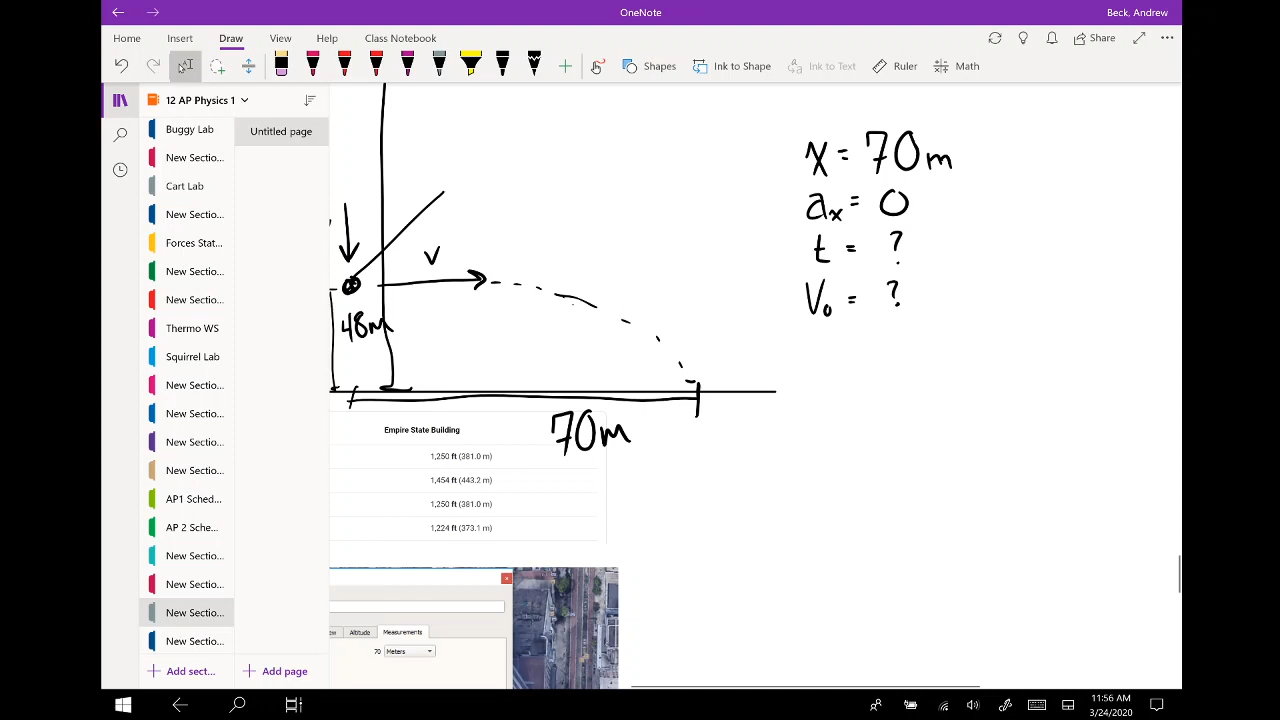 OneNote
Beck, Andrew
Home Insert Draw View Help Class Notebook
Share
Shapes
Ink to Shape
Ink to Text
Ruler
Math
12 AP Physics 1
Untitled page
Buggy Lab
New Sectio...
Cart Lab
New Sectio...
Forces Stat...
New Sectio...
New Sectio...
Thermo WS
Squirrel Lab
New Sectio...
New Sectio...
New Sectio...
New Sectio...
AP1 Sched...
AP 2 Sche...
New Sectio...
New Sectio...
New Sectio...
New Sectio...
Add sect...
Add page
x = 70m
ax = 0
t = ?
V0 = ?
V
48m
70m
Empire State Building
1,250 ft (381.0 m)
1,454 ft (443.2 m)
1,250 ft (381.0 m)
1,224 ft (373.1 m)
Altitude
Measurements
70 Meters
11:56 AM
3/24/2020